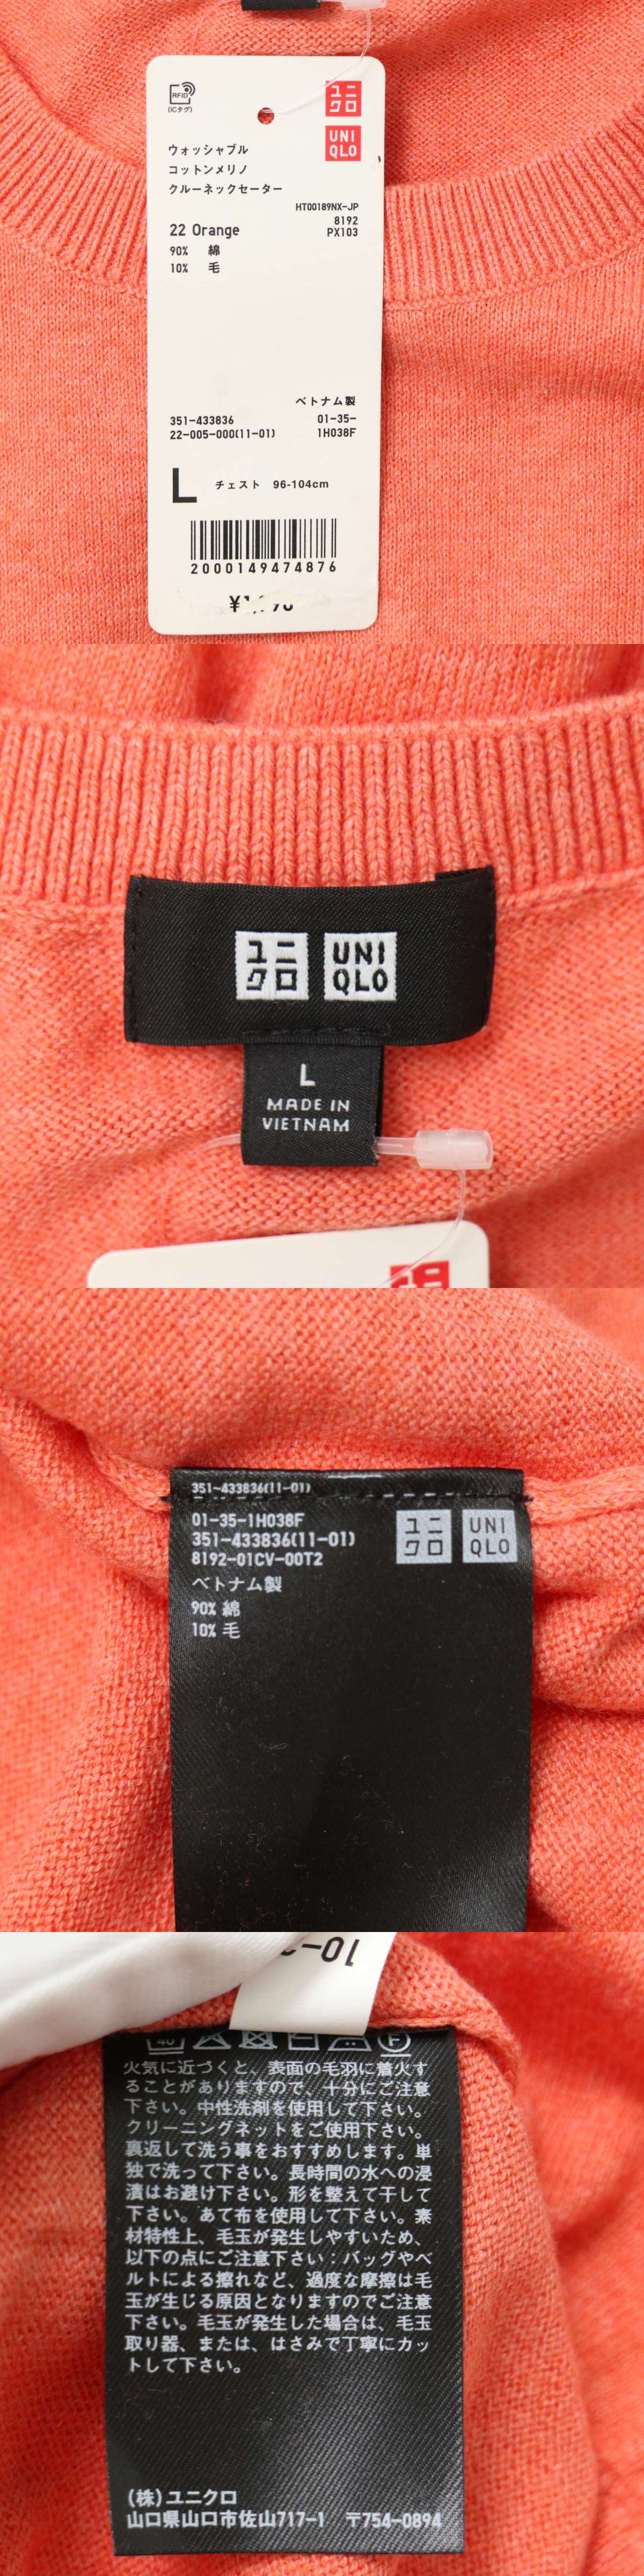 RFID
(ICタグ)
ユニ
クロ
UNI
QLO
ウォッシャブル
コットンメリノ
クルーネックセーター
HT00189NX-JP
8192
PX103
22 Orange
90% 綿
10% 毛
ベトナム製
351-433836
01-35-
22-005-000(11-01)
1H038F
L チェスト 96-104cm
2000149474876
ユニ
クロ
UNI
QLO
L
MADE IN
VIETNAM
351-433836(11-01)
01-35-1H038F
351-433836(11-01)
8192-01CV-00T2
ベトナム製
90% 綿
10% 毛
ユニ
クロ
UNI
QLO
火気に近づくと、表面の毛羽に着火す
ることがありますので、十分にご注意
下さい。中性洗剤を使用して下さい。
クリーニングネットをご使用下さい。
裏返して洗う事をおすすめします。単
独で洗って下さい。長時間の水への浸
漬はお避け下さい。形を整えて干して
下さい。あて布を使用して下さい。素
材特性上、毛玉が発生しやすいため、
以下の点にご注意下さい：バッグやベ
ルトによる擦れなど、過度な摩擦は毛
玉が生じる原因となりますのでご注意
下さい。毛玉が発生した場合は、毛玉
取り器、または、はさみで丁寧にカッ
トして下さい。
(株)ユニクロ
山口県山口市佐山717-1 〒754-0894